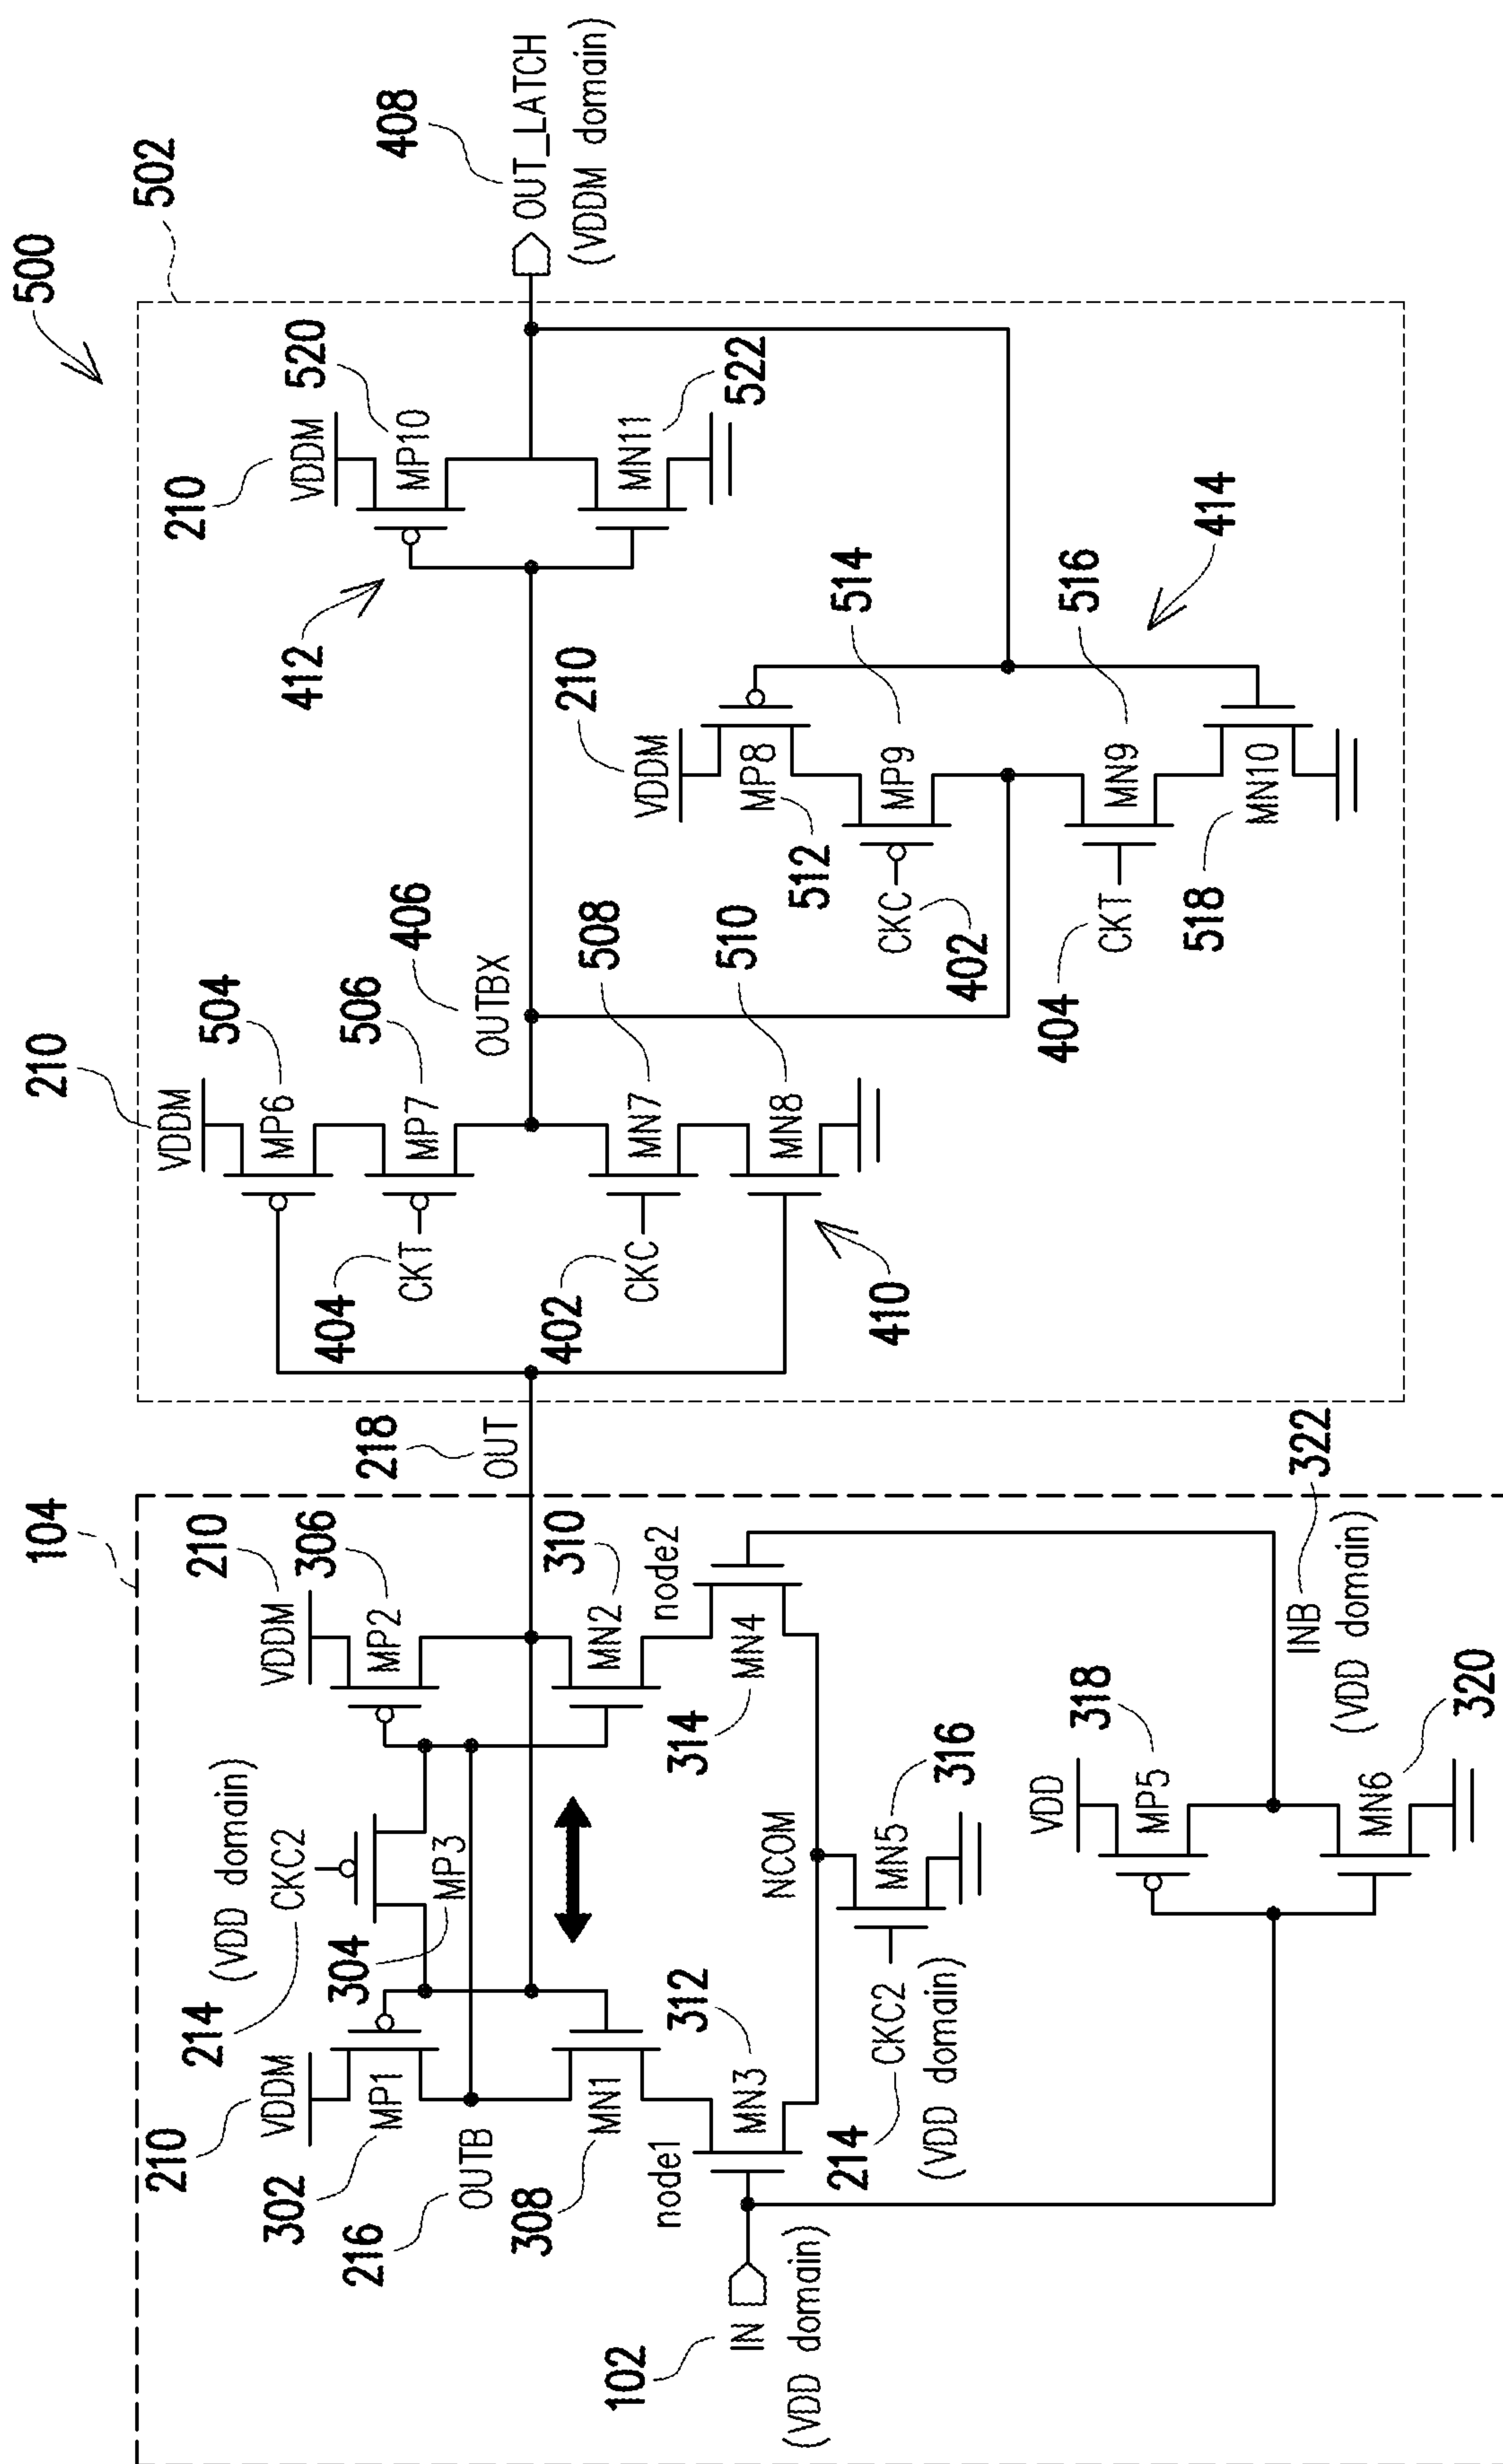 500
502
104
210
VDDM
MP1
302
216
OUTB
308
MN1
node1
312
MN3
102
IN
(VDD domain)
214
CKC2
(VDD domain)
304
MP3
210
VDDM
MP2
306
310
MN2
node2
314
MN4
NCOM
MN5
316
214
CKC2
(VDD domain)
VDD
318
MP5
MN6
320
INB
322
(VDD domain)
218
OUT
210
VDDM
MP6
504
404
CKT
MP7
506
402
CKC
MN7
508
MN8
510
410
406
OUTBX
210
VDDM
MP8
512
CKC
402
MP9
514
CKT
404
MN9
516
MN10
518
414
412
210
VDDM
MP10
520
MN11
522
408
OUT_LATCH
(VDDM domain)